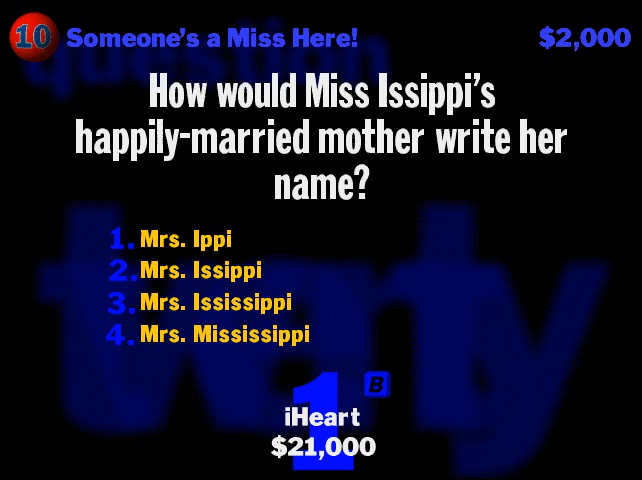 10 Someone's a Miss Here! $2,000
question
How would Miss Issippi's
happily-married mother write her
name?
1. Mrs. Ippi
2. Mrs. Issippi
3. Mrs. Ississippi
4. Mrs. Mississippi
1 B
iHeart
$21,000